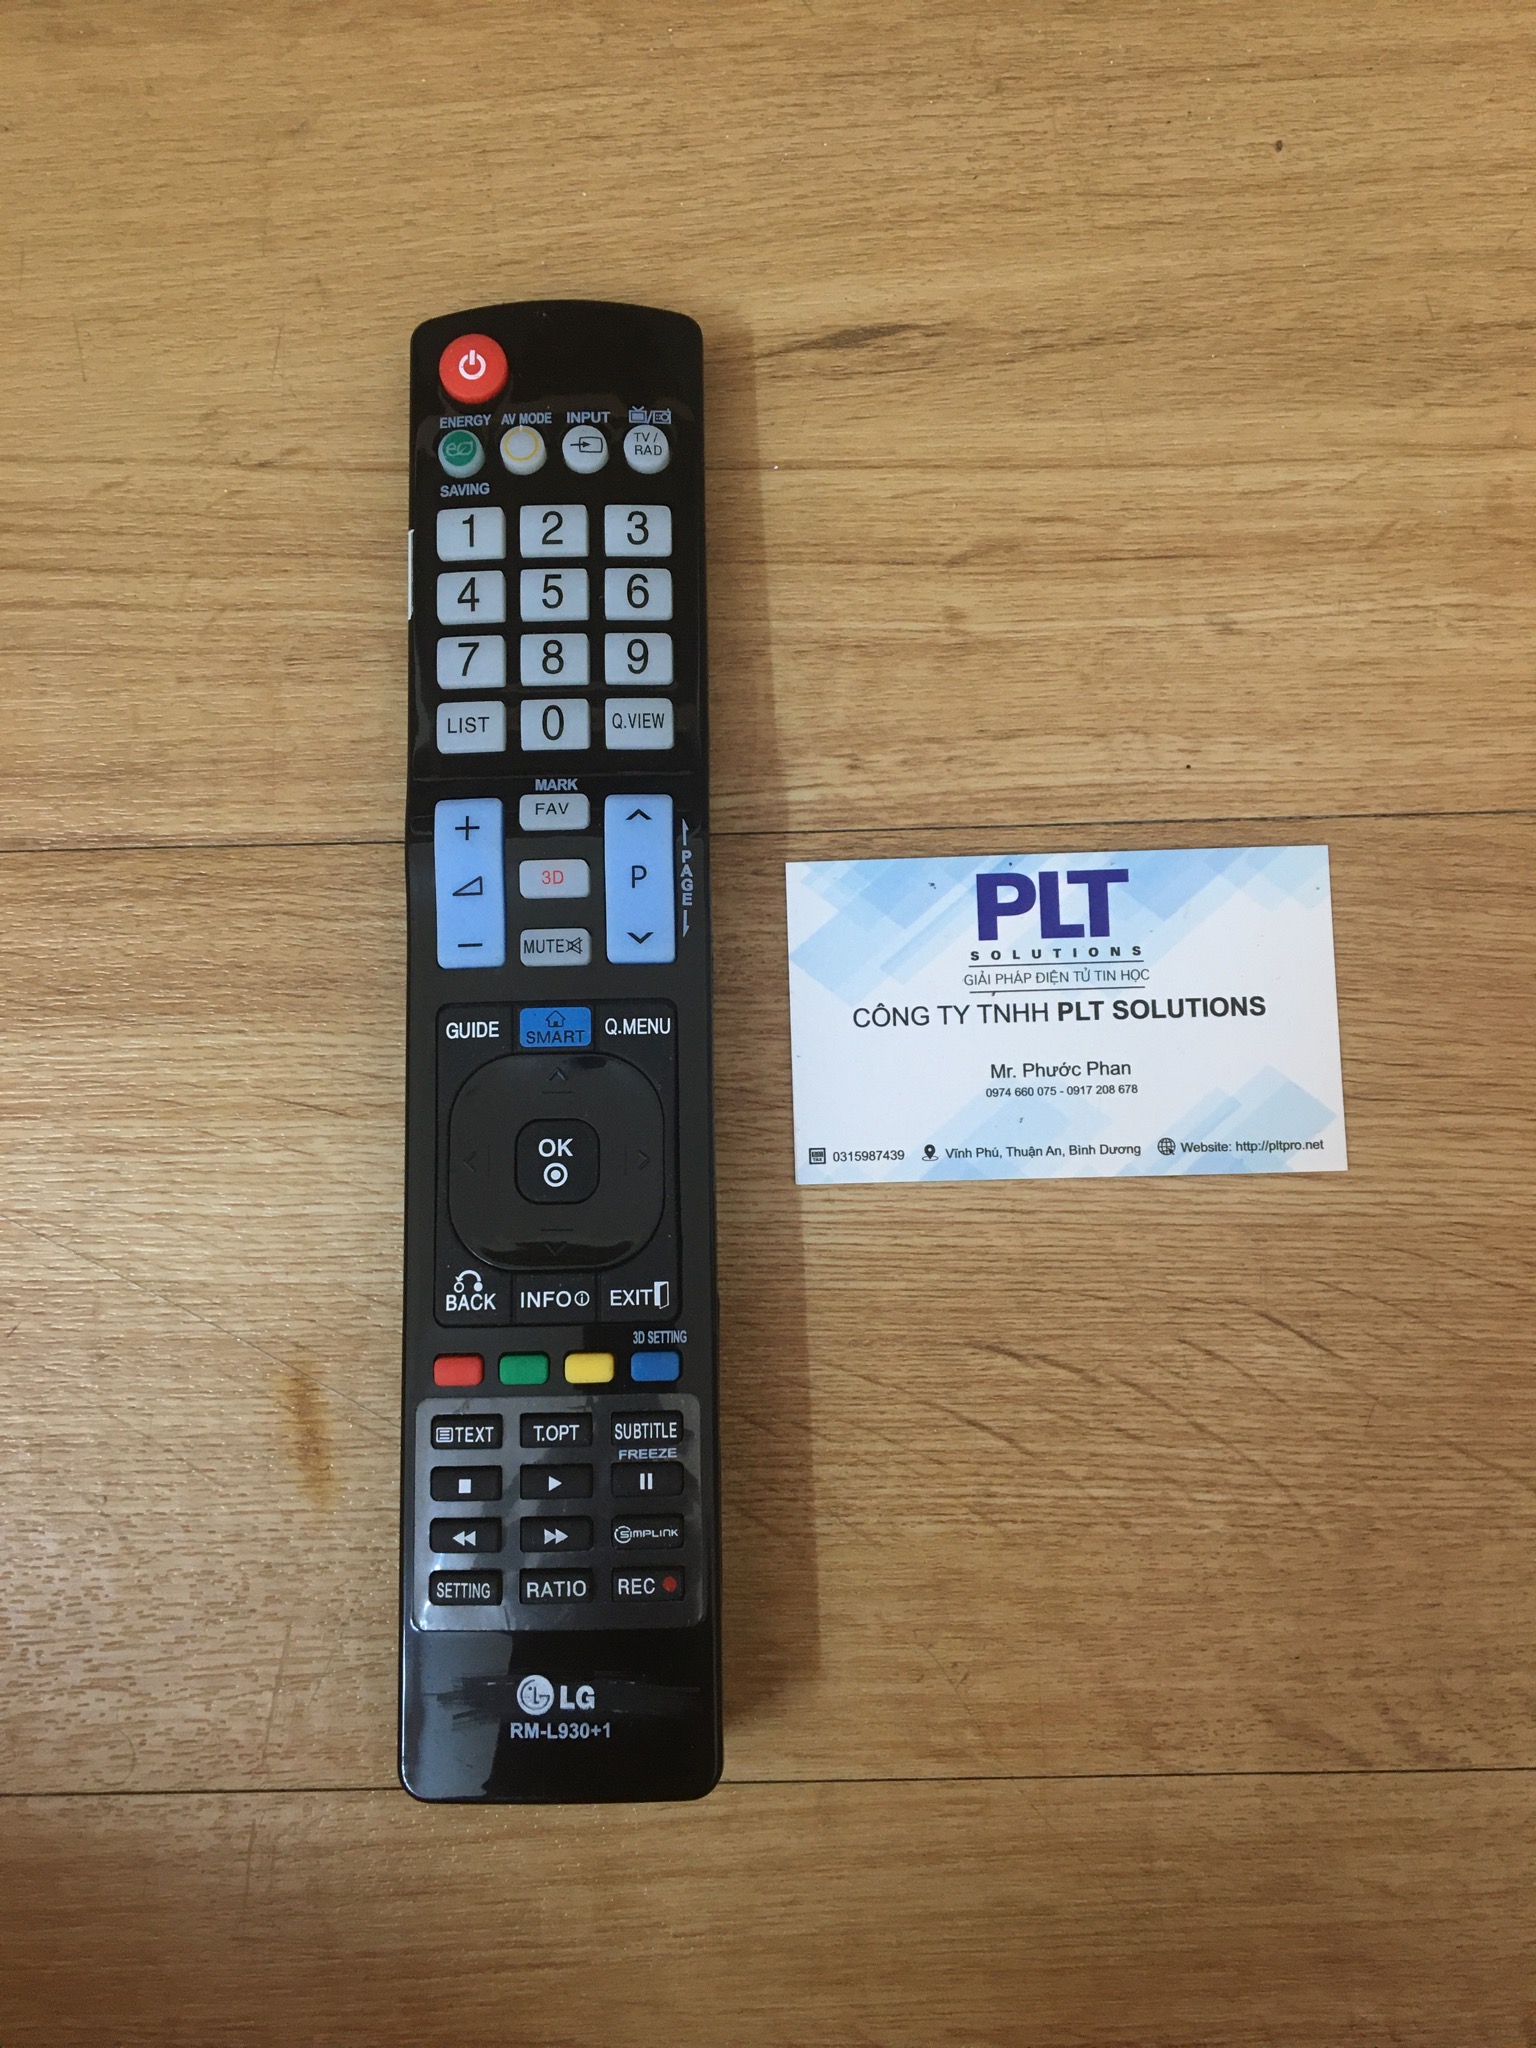 ENERGY AV MODE INPUT
TV / RAD
SAVING
1 2 3
4 5 6
7 8 9
LIST 0 Q.VIEW
MARK
FAV
+ P
3D
PAGE
MUTE
-
GUIDE SMART Q.MENU
OK
BACK INFO EXIT
3D SETTING
TEXT T.OPT SUBTITLE
FREEZE
SIMPLINK
SETTING RATIO REC
LG
RM-L930+1
PLT
SOLUTIONS
GIẢI PHÁP ĐIỆN TỬ TIN HỌC
CÔNG TY TNHH PLT SOLUTIONS
Mr. Phước Phan
0974 660 075 - 0917 208 678
0315987439 Vĩnh Phú, Thuận An, Bình Dương Website: http://pltpro.net